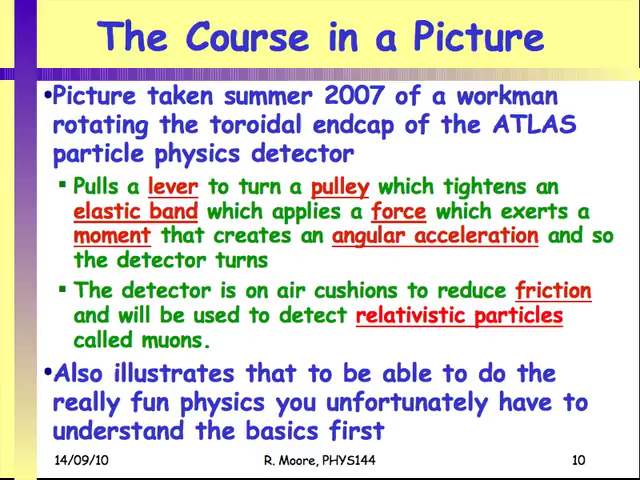 The Course in a Picture
•Picture taken summer 2007 of a workman
rotating the toroidal endcap of the ATLAS
particle physics detector
▪ Pulls a lever to turn a pulley which tightens an
elastic band which applies a force which exerts a
moment that creates an angular acceleration and so
the detector turns
▪ The detector is on air cushions to reduce friction
and will be used to detect relativistic particles
called muons.
•Also illustrates that to be able to do the
really fun physics you unfortunately have to
understand the basics first
14/09/10 R. Moore, PHYS144 10